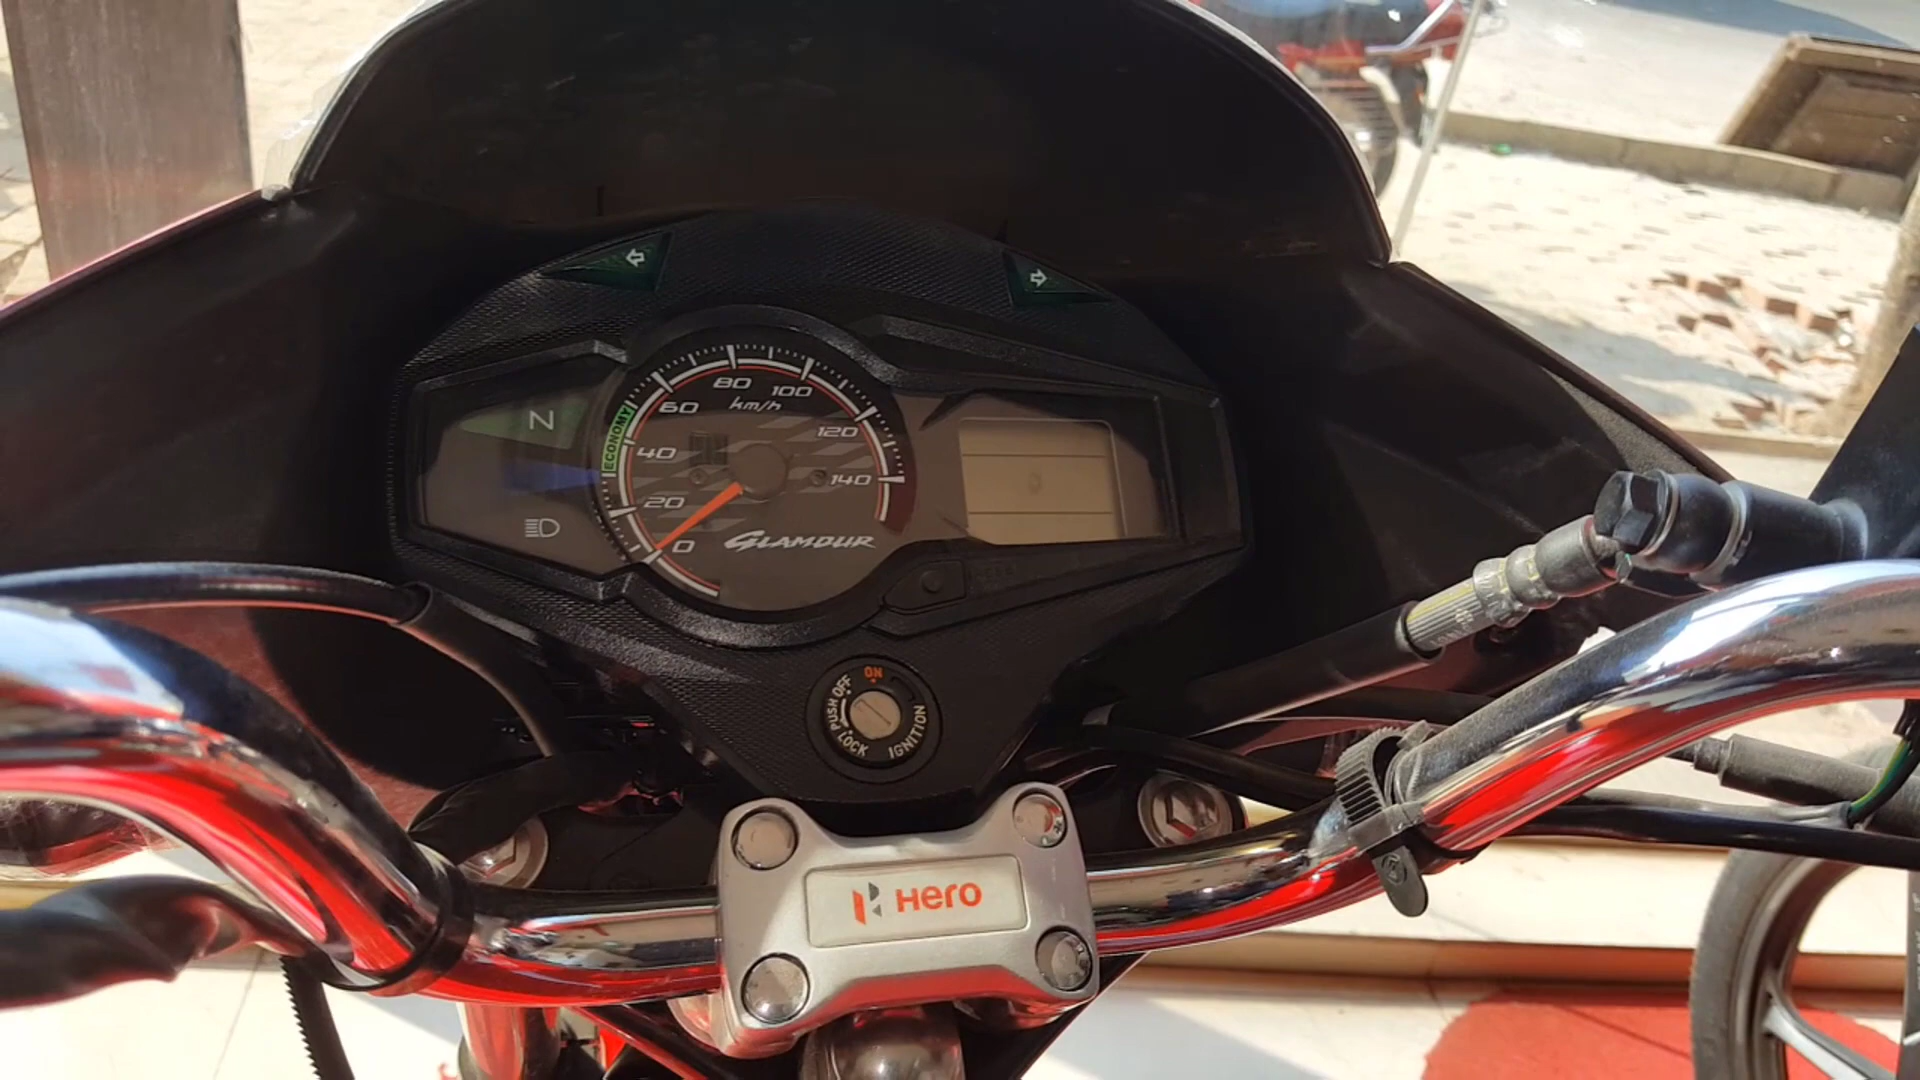 N
ECONOMY
0
20
40
60
80
100
120
140
km/h
GLAMOUR
ON
OFF
PUSH
LOCK
IGNITION
Hero